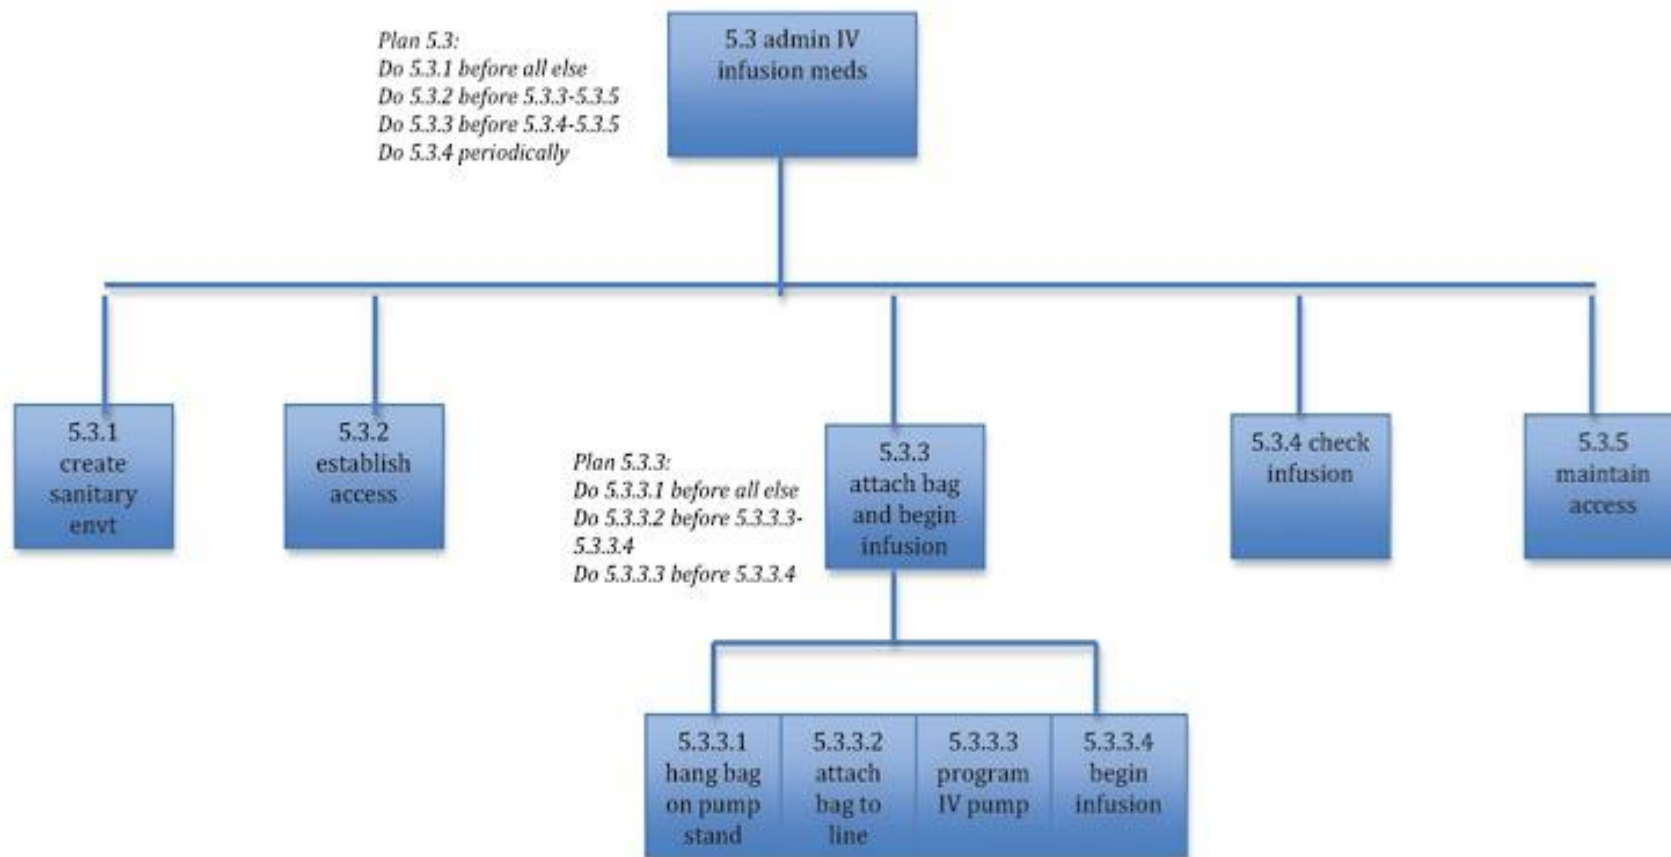 Plan 5.3:
Do 5.3.1 before all else
Do 5.3.2 before 5.3.3-5.3.5
Do 5.3.3 before 5.3.4-5.3.5
Do 5.3.4 periodically
5.3 admin IV
infusion meds
5.3.1
create
sanitary
envt
5.3.2
establish
access
Plan 5.3.3:
Do 5.3.3.1 before all else
Do 5.3.3.2 before 5.3.3.3-
5.3.3.4
Do 5.3.3.3 before 5.3.3.4
5.3.3
attach bag
and begin
infusion
5.3.4 check
infusion
5.3.5
maintain
access
5.3.3.1
hang bag
on pump
stand
5.3.3.2
attach
bag to
line
5.3.3.3
program
IV pump
5.3.3.4
begin
infusion